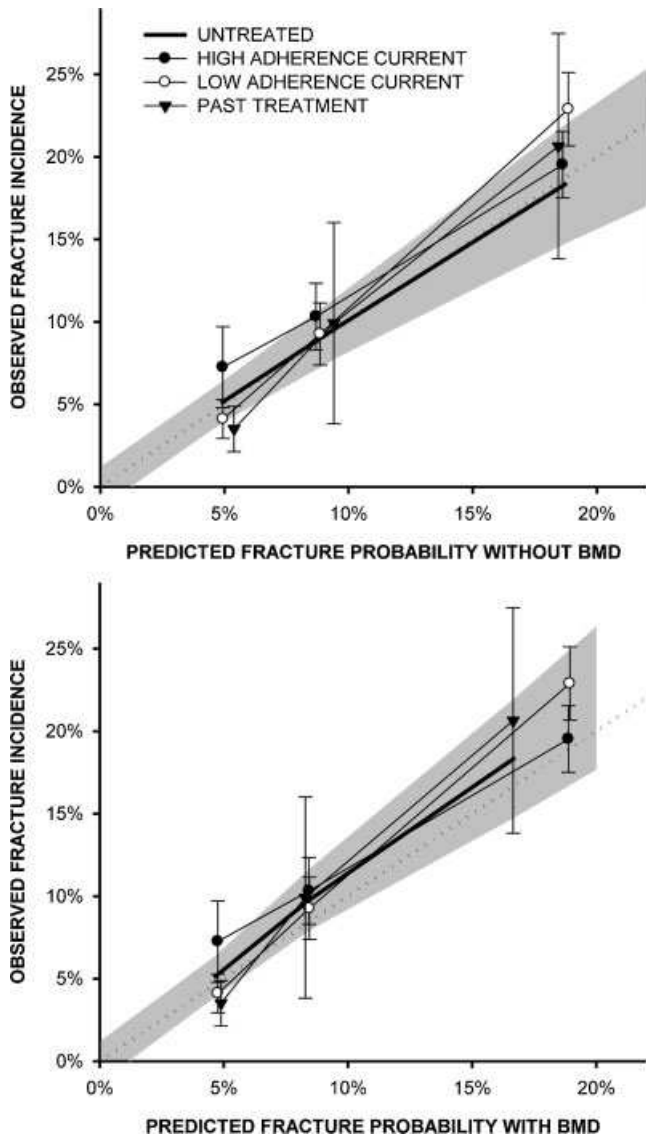 UNTREATED
HIGH ADHERENCE CURRENT
LOW ADHERENCE CURRENT
PAST TREATMENT
OBSERVED FRACTURE INCIDENCE
25%
20%
15%
10%
5%
0%
0% 5% 10% 15% 20%
PREDICTED FRACTURE PROBABILITY WITHOUT BMD
OBSERVED FRACTURE INCIDENCE
25%
20%
15%
10%
5%
0%
0% 5% 10% 15% 20%
PREDICTED FRACTURE PROBABILITY WITH BMD